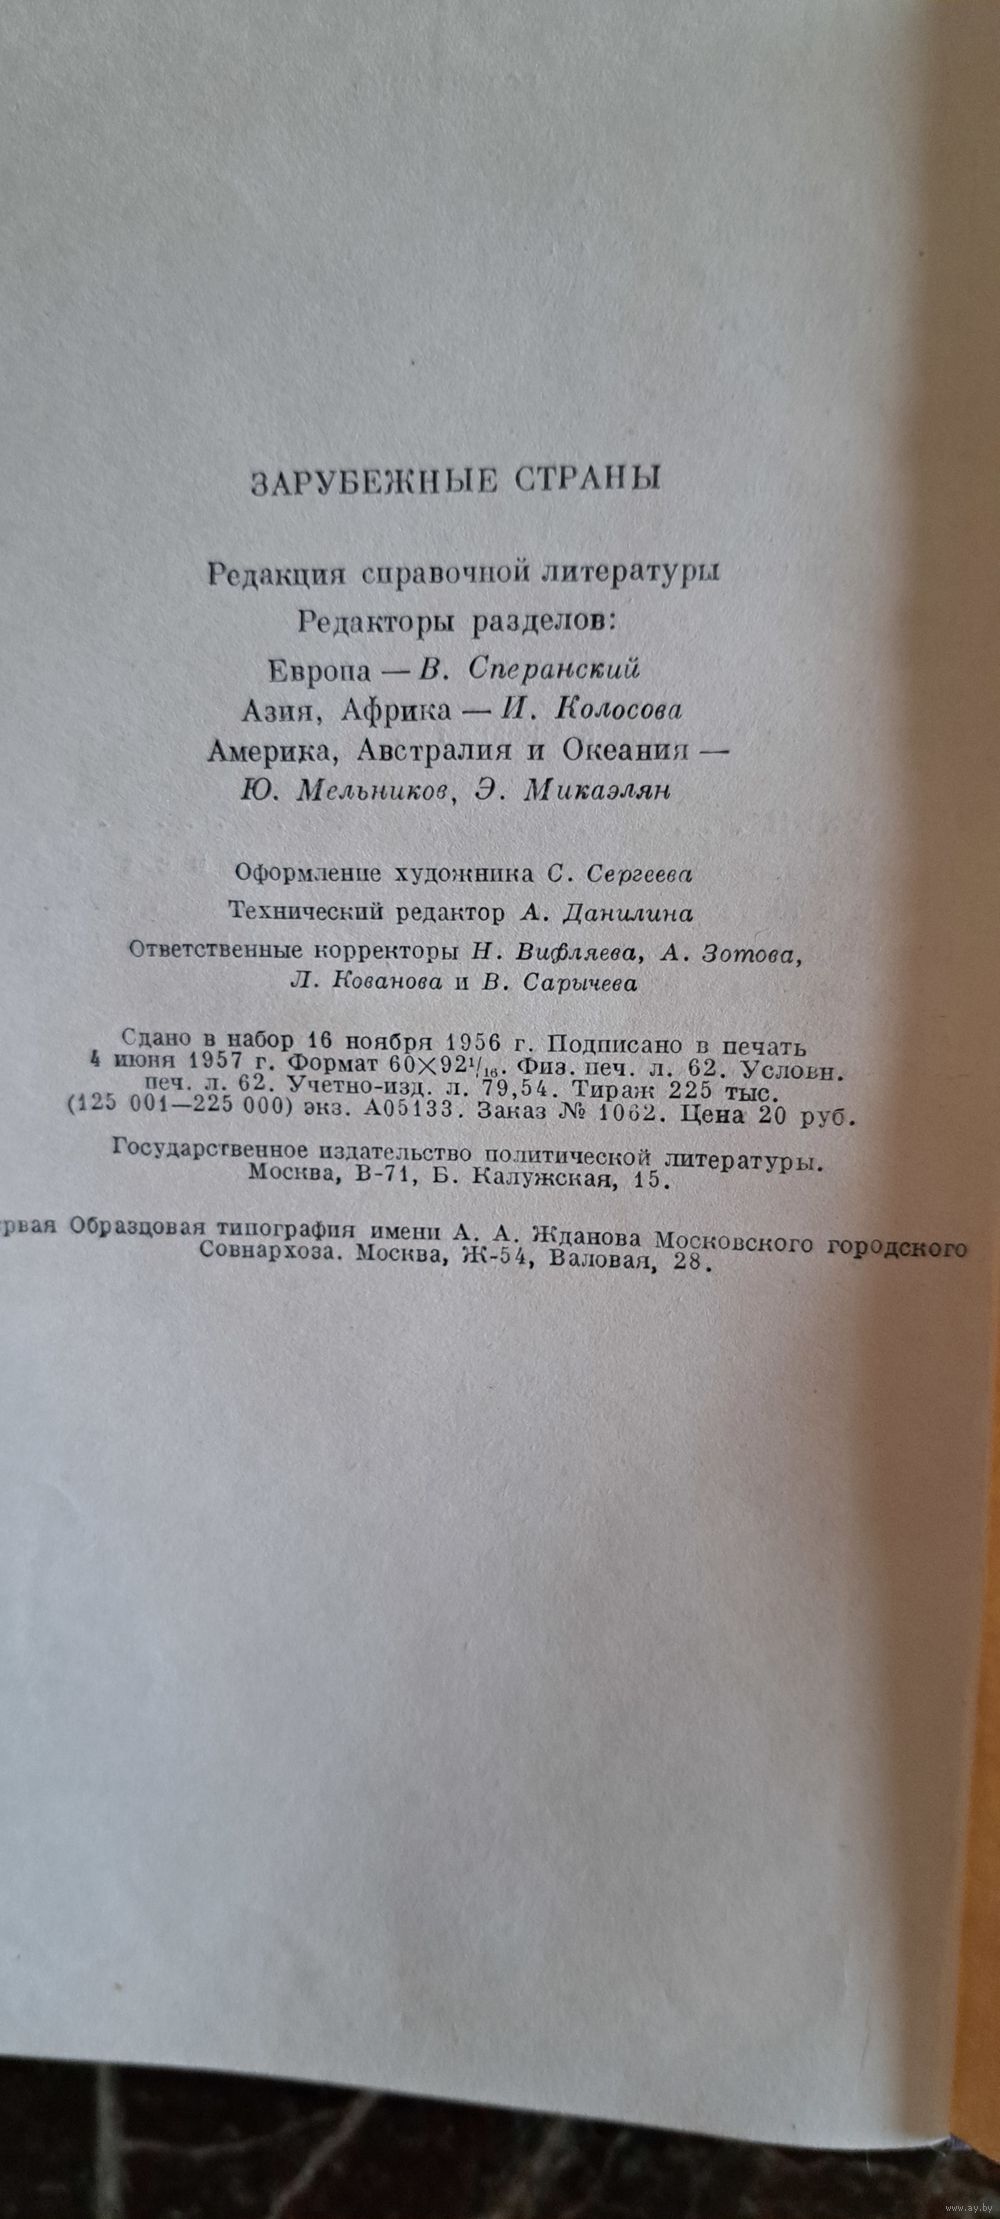 ЗАРУБЕЖНЫЕ СТРАНЫ
Редакция справочной литературы
Редакторы разделов:
Европа — В. Сперанский
Азия, Африка — И. Колосова
Америка, Австралия и Океания —
Ю. Мельников, Э. Микаэлян
Оформление художника С. Сергеева
Технический редактор А. Данилина
Ответственные корректоры Н. Вифляева, А. Зотова,
Л. Кованова и В. Сарычева
Сдано в набор 16 ноября 1956 г. Подписано в печать
4 июня 1957 г. Формат 60×92¹/₁₆. Физ. печ. л. 62. Условн.
печ. л. 62. Учетно-изд. л. 79,54. Тираж 225 тыс.
(125 001—225 000) экз. А05133. Заказ № 1062. Цена 20 руб.
Государственное издательство политической литературы.
Москва, В-71, Б. Калужская, 15.
рвая Образцовая типография имени А. А. Жданова Московского городского
Совнархоза. Москва, Ж-54, Валовая, 28.
www.ay.by